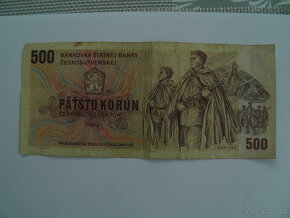 500
BANKOVKA ŠTÁTNEJ BANKY
ČESKOSLOVENSKEJ
PÄŤSTO KORÚN
ČESKOSLOVENSKÝCH
1973
500